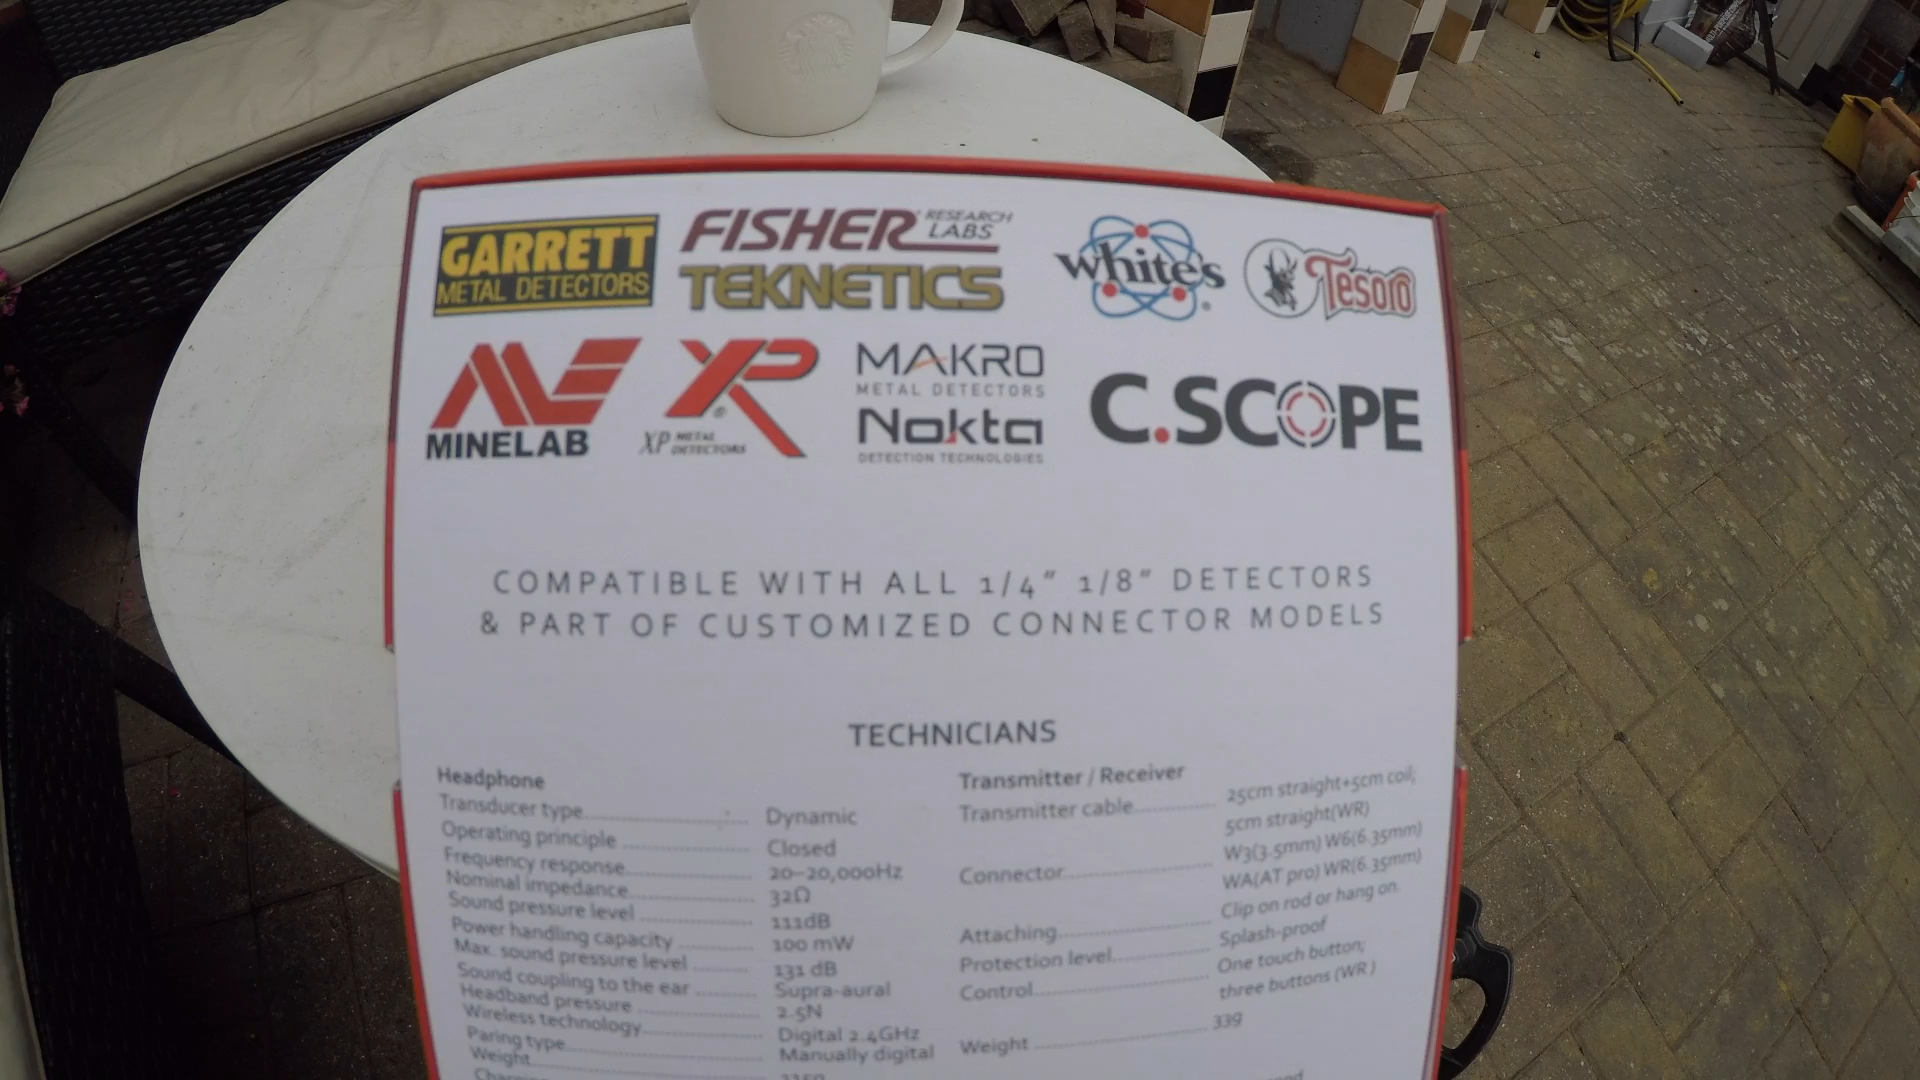 GARRETT
METAL DETECTORS
FISHER RESEARCH LABS
TEKNETICS
white's®
Tesoro
MINELAB
XP®
XP METAL DETECTORS
MAKRO
METAL DETECTORS
Nokta
DETECTION TECHNOLOGIES
C.SCOPE
COMPATIBLE WITH ALL 1/4" 1/8" DETECTORS
& PART OF CUSTOMIZED CONNECTOR MODELS
TECHNICIANS
Headphone
Transducer type Dynamic
Operating principle Closed
Frequency response 20–20,000Hz
Nominal impedance 32Ω
Sound pressure level 111dB
Power handling capacity 100 mW
Max. sound pressure level 131 dB
Sound coupling to the ear Supra-aural
Headband pressure 2.5N
Wireless technology Digital 2.4GHz
Paring type Manually digital
Weight
Transmitter / Receiver
Transmitter cable 25cm straight+5cm coil;
5cm straight(WR)
Connector W3(3.5mm) W6(6.35mm)
WA(AT pro) WR(6.35mm)
Attaching Clip on rod or hang on.
Protection level Splash-proof
Control One touch button;
three buttons (WR)
Weight 33g